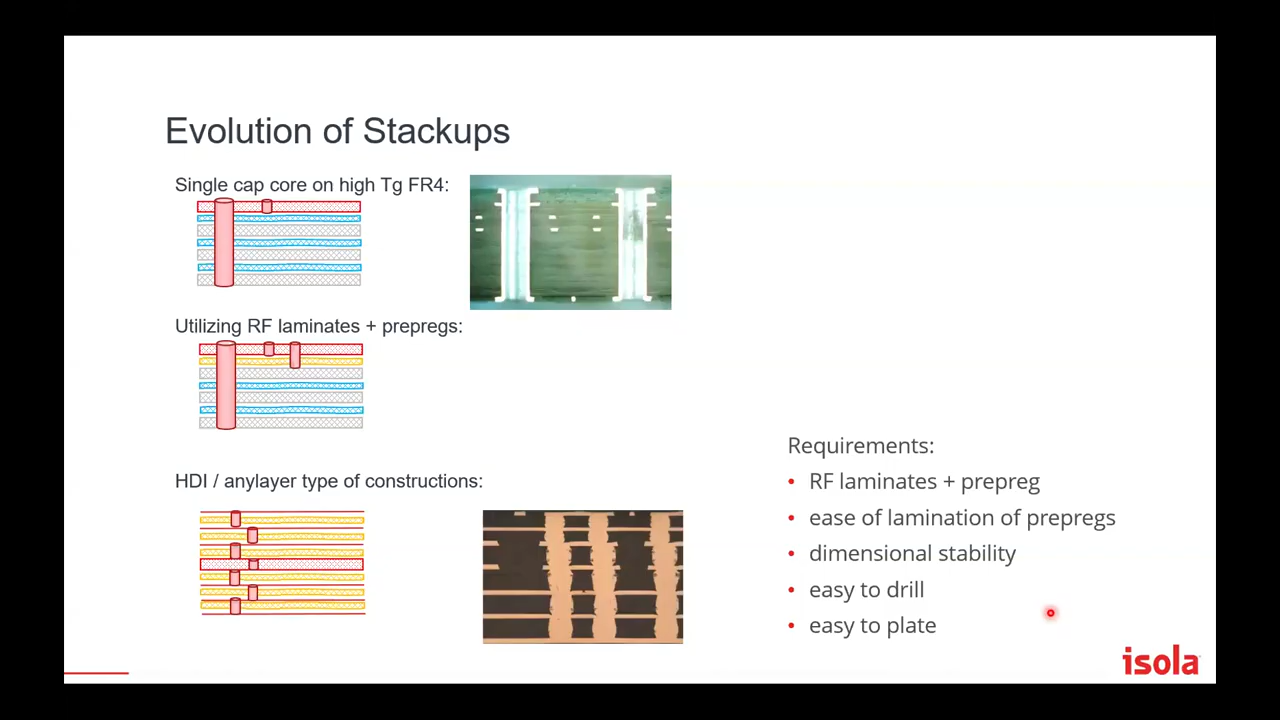 Evolution of Stackups
Single cap core on high Tg FR4:
Utilizing RF laminates + prepregs:
HDI / anylayer type of constructions:
Requirements:
• RF laminates + prepreg
• ease of lamination of prepregs
• dimensional stability
• easy to drill
• easy to plate
isola